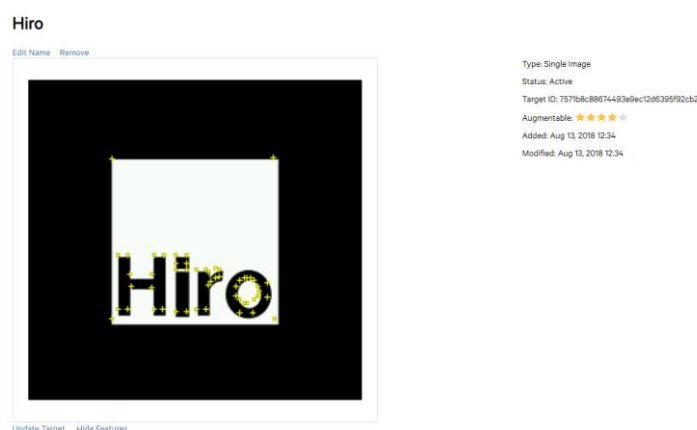 Hiro
Edit Name Remove
Type: Single Image
Status: Active
Target ID: 7571b8c88674493e9ec12d6395f92cb2
Augmentable:
Added: Aug 13, 2018 12:34
Modified: Aug 13, 2018 12:34
Hiro
Update Target Hide Features